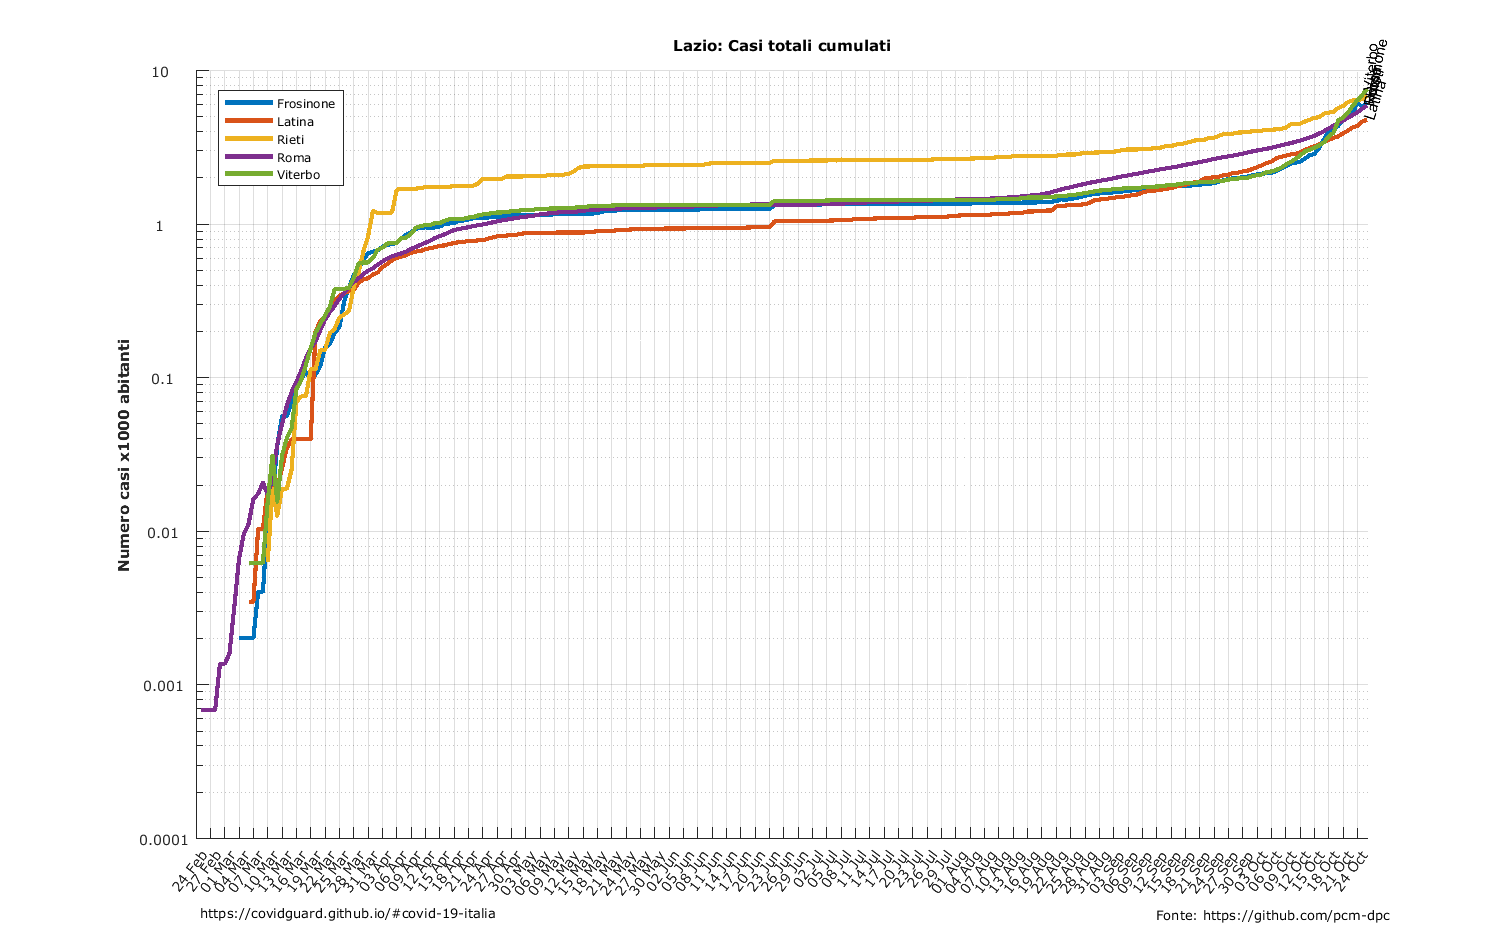 Lazio: Casi totali cumulati
Numero casi x1000 abitanti
10
1
0.1
0.01
0.001
0.0001
Frosinone
Latina
Rieti
Roma
Viterbo
Viterbo
Latina
24 Feb
27 Feb
01 Mar
04 Mar
07 Mar
10 Mar
13 Mar
16 Mar
19 Mar
22 Mar
25 Mar
28 Mar
31 Mar
03 Apr
06 Apr
09 Apr
12 Apr
15 Apr
18 Apr
21 Apr
24 Apr
27 Apr
30 Apr
03 May
06 May
09 May
12 May
15 May
18 May
21 May
24 May
27 May
30 May
02 Jun
05 Jun
08 Jun
11 Jun
14 Jun
17 Jun
20 Jun
23 Jun
26 Jun
29 Jun
02 Jul
05 Jul
08 Jul
11 Jul
14 Jul
17 Jul
20 Jul
23 Jul
26 Jul
29 Jul
01 Aug
04 Aug
07 Aug
10 Aug
13 Aug
16 Aug
19 Aug
22 Aug
25 Aug
28 Aug
31 Aug
03 Sep
06 Sep
09 Sep
12 Sep
15 Sep
18 Sep
21 Sep
24 Sep
27 Sep
30 Sep
03 Oct
06 Oct
09 Oct
12 Oct
15 Oct
18 Oct
21 Oct
24 Oct
https://covidguard.github.io/#covid-19-italia
Fonte: https://github.com/pcm-dpc